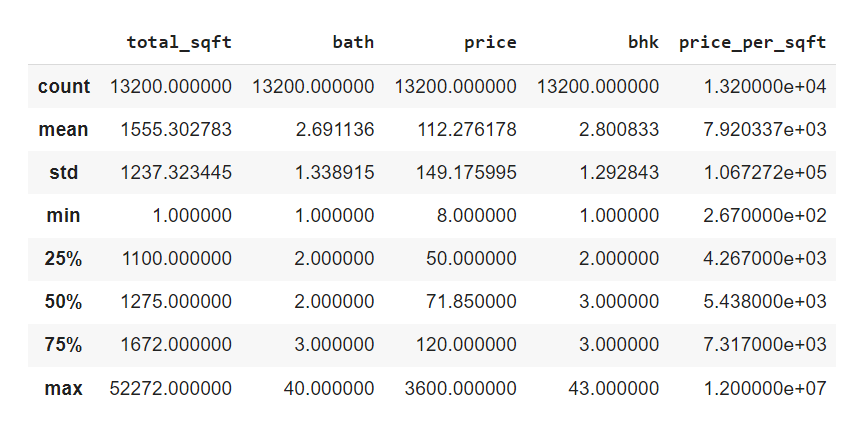 total_sqft bath price bhk price_per_sqft
count 13200.000000 13200.000000 13200.000000 13200.000000 1.320000e+04
mean 1555.302783 2.691136 112.276178 2.800833 7.920337e+03
std 1237.323445 1.338915 149.175995 1.292843 1.067272e+05
min 1.000000 1.000000 8.000000 1.000000 2.670000e+02
25% 1100.000000 2.000000 50.000000 2.000000 4.267000e+03
50% 1275.000000 2.000000 71.850000 3.000000 5.438000e+03
75% 1672.000000 3.000000 120.000000 3.000000 7.317000e+03
max 52272.000000 40.000000 3600.000000 43.000000 1.200000e+07